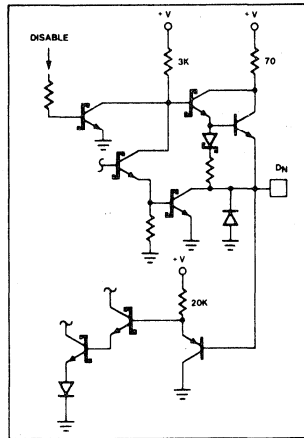 +V
+V
DISABLE
3K
70
DN
+V
20K